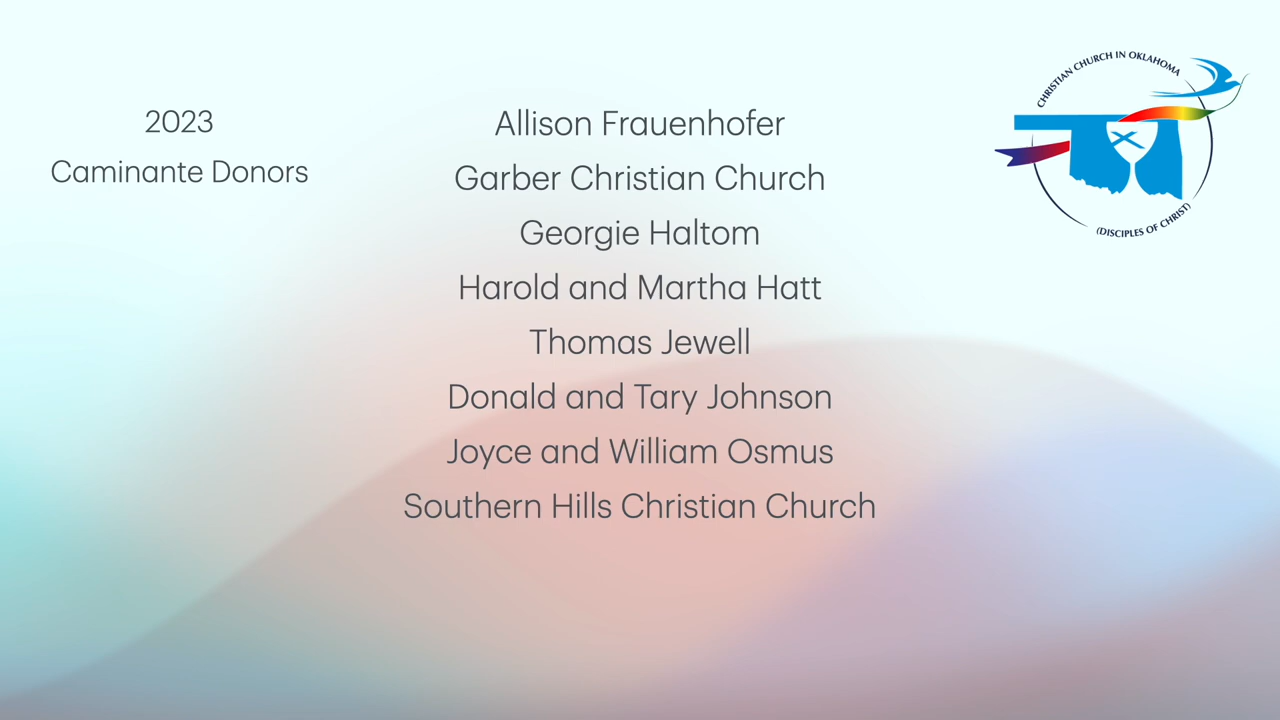 2023
Caminante Donors
Allison Frauenhofer
Garber Christian Church
Georgie Haltom
Harold and Martha Hatt
Thomas Jewell
Donald and Tary Johnson
Joyce and William Osmus
Southern Hills Christian Church
CHRISTIAN CHURCH IN OKLAHOMA
(DISCIPLES OF CHRIST)